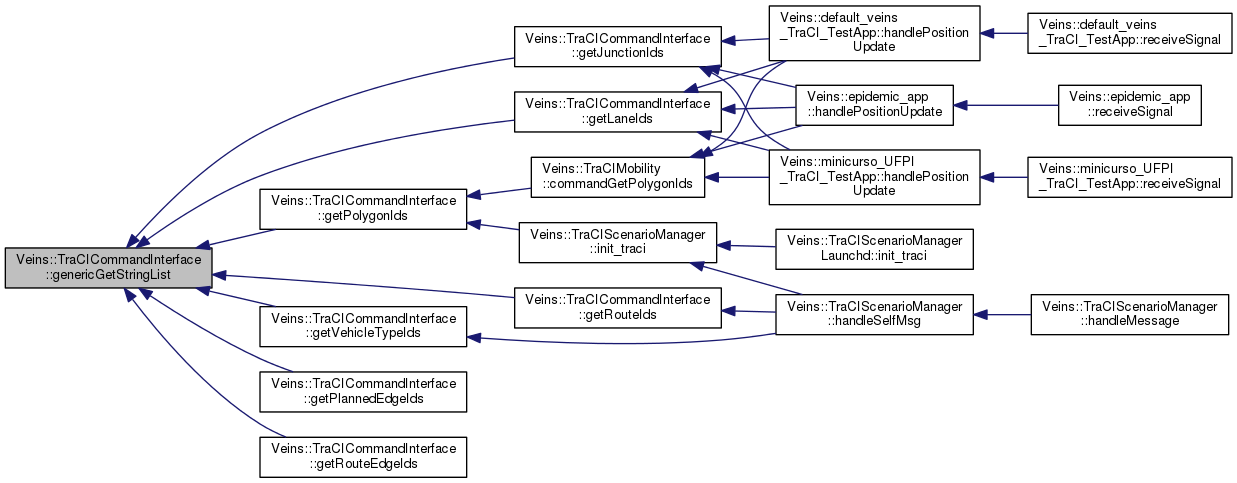 Veins::TraCICommandInterface
::genericGetStringList
Veins::TraCICommandInterface
::getJunctionIds
Veins::TraCICommandInterface
::getLaneIds
Veins::TraCICommandInterface
::getPolygonIds
Veins::TraCIMobility
::commandGetPolygonIds
Veins::TraCIScenarioManager
::init_traci
Veins::TraCICommandInterface
::getRouteIds
Veins::TraCICommandInterface
::getVehicleTypeIds
Veins::TraCICommandInterface
::getPlannedEdgeIds
Veins::TraCICommandInterface
::getRouteEdgeIds
Veins::default_veins
_TraCI_TestApp::handlePosition
Update
Veins::default_veins
_TraCI_TestApp::receiveSignal
Veins::epidemic_app
::handlePositionUpdate
Veins::epidemic_app
::receiveSignal
Veins::minicurso_UFPI
_TraCI_TestApp::handlePosition
Update
Veins::minicurso_UFPI
_TraCI_TestApp::receiveSignal
Veins::TraCIScenarioManager
Launchd::init_traci
Veins::TraCIScenarioManager
::handleSelfMsg
Veins::TraCIScenarioManager
::handleMessage